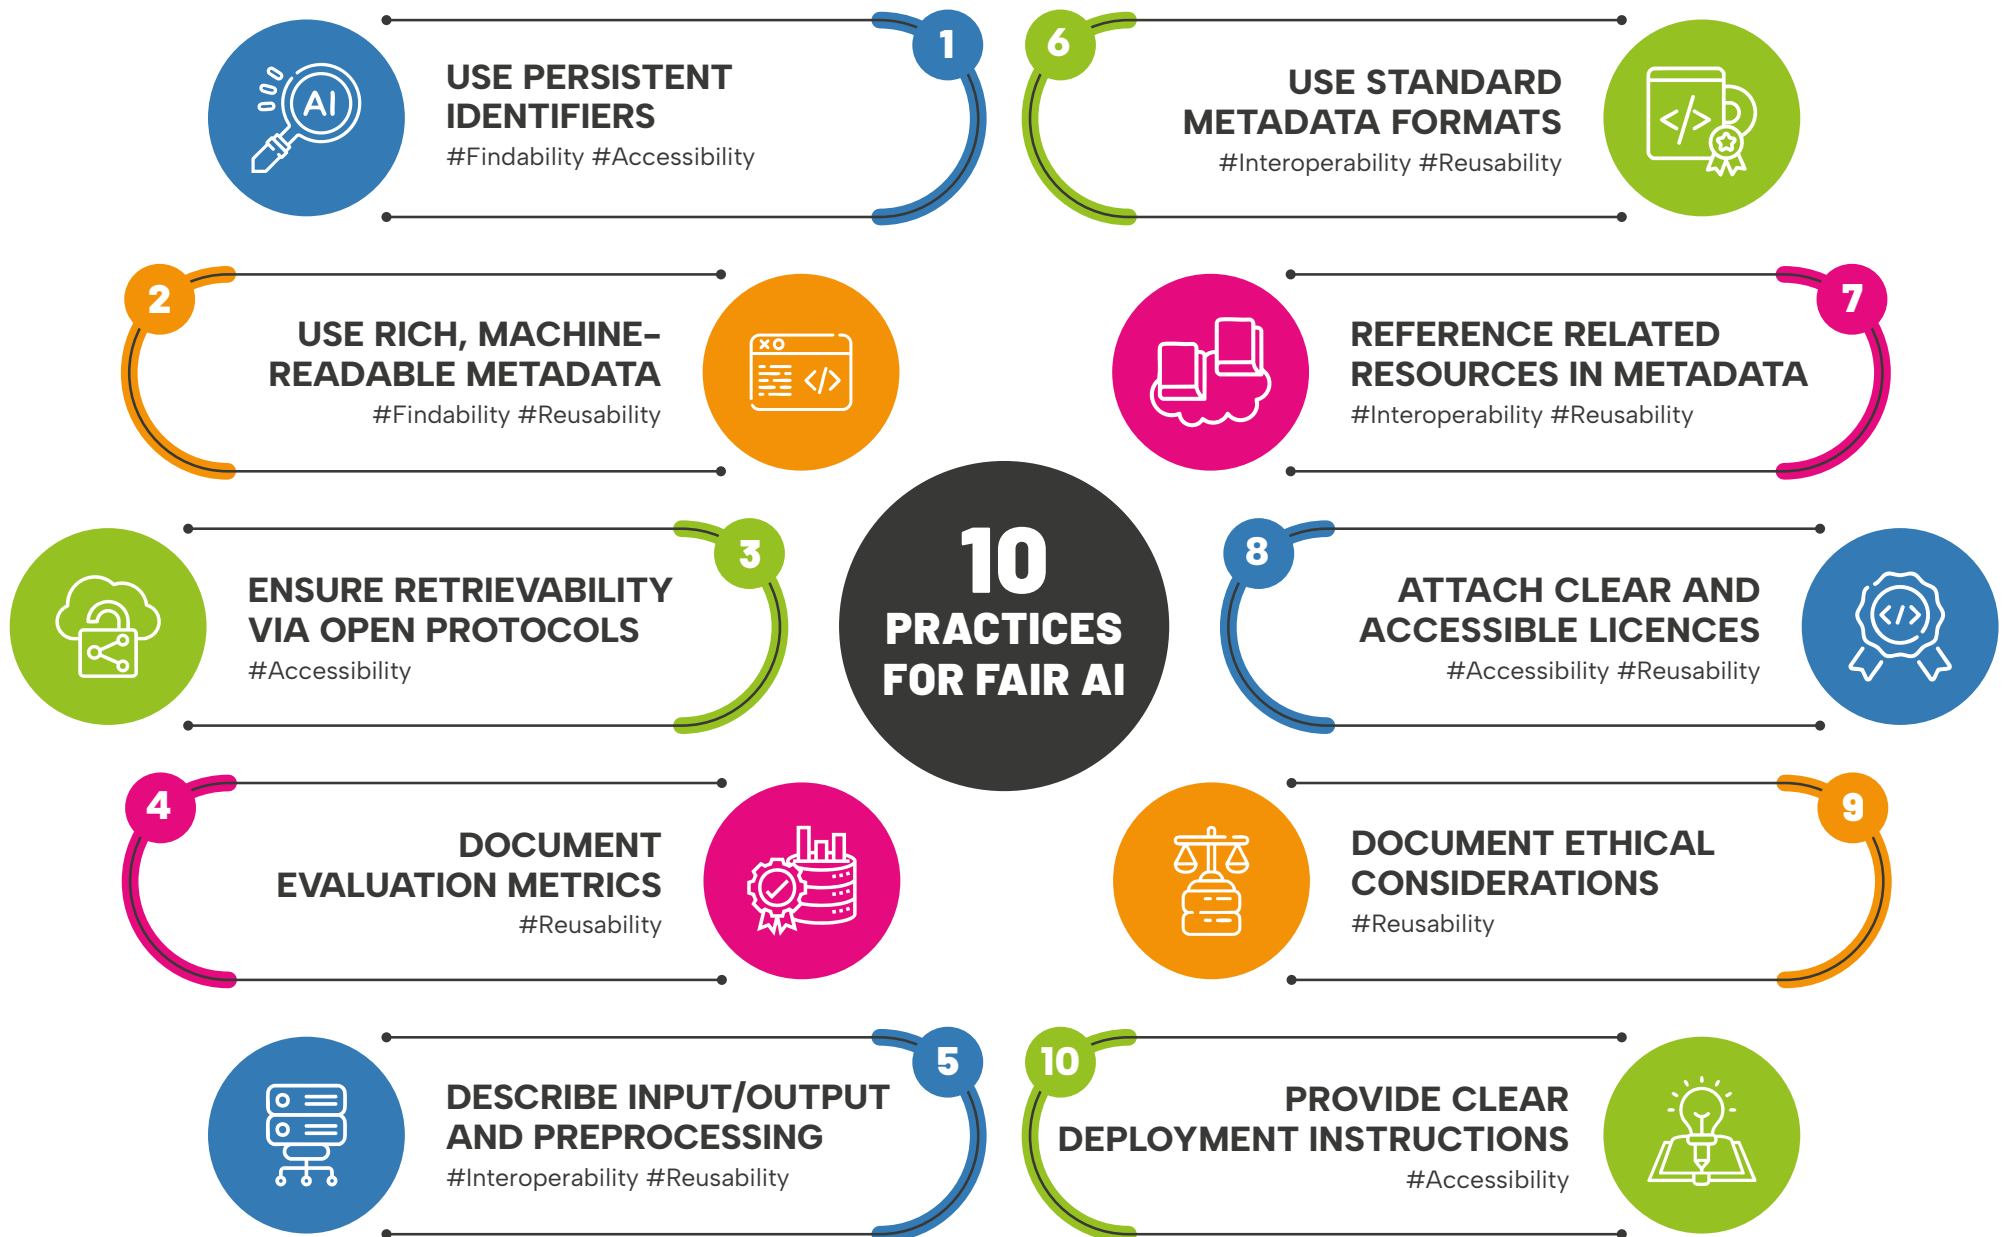 1
AI
USE PERSISTENT
IDENTIFIERS
#Findability #Accessibility
2
USE RICH, MACHINE-
READABLE METADATA
#Findability #Reusability
3
ENSURE RETRIEVABILITY
VIA OPEN PROTOCOLS
#Accessibility
4
DOCUMENT
EVALUATION METRICS
#Reusability
5
DESCRIBE INPUT/OUTPUT
AND PREPROCESSING
#Interoperability #Reusability
10
PRACTICES
FOR FAIR AI
6
USE STANDARD
METADATA FORMATS
#Interoperability #Reusability
7
REFERENCE RELATED
RESOURCES IN METADATA
#Interoperability #Reusability
8
ATTACH CLEAR AND
ACCESSIBLE LICENCES
#Accessibility #Reusability
9
DOCUMENT ETHICAL
CONSIDERATIONS
#Reusability
10
PROVIDE CLEAR
DEPLOYMENT INSTRUCTIONS
#Accessibility